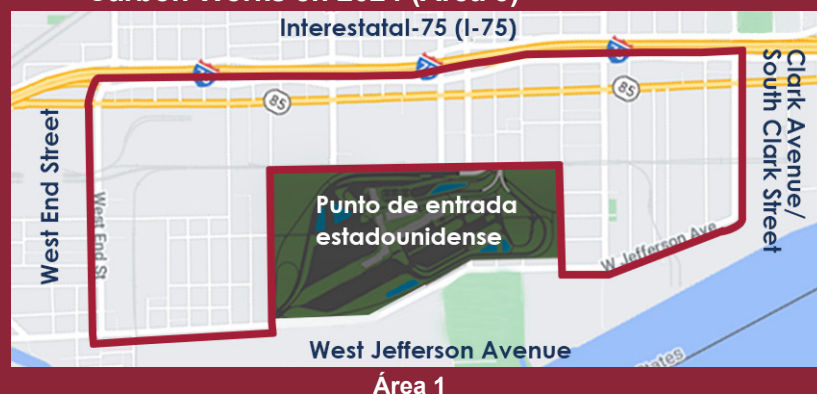 Interestatal-75 (I-75)
85
85
Clark Avenue/
South Clark Street
West End Street
West End St
Punto de entrada
estadounidense
W Jefferson Ave
West Jefferson Avenue
Área 1